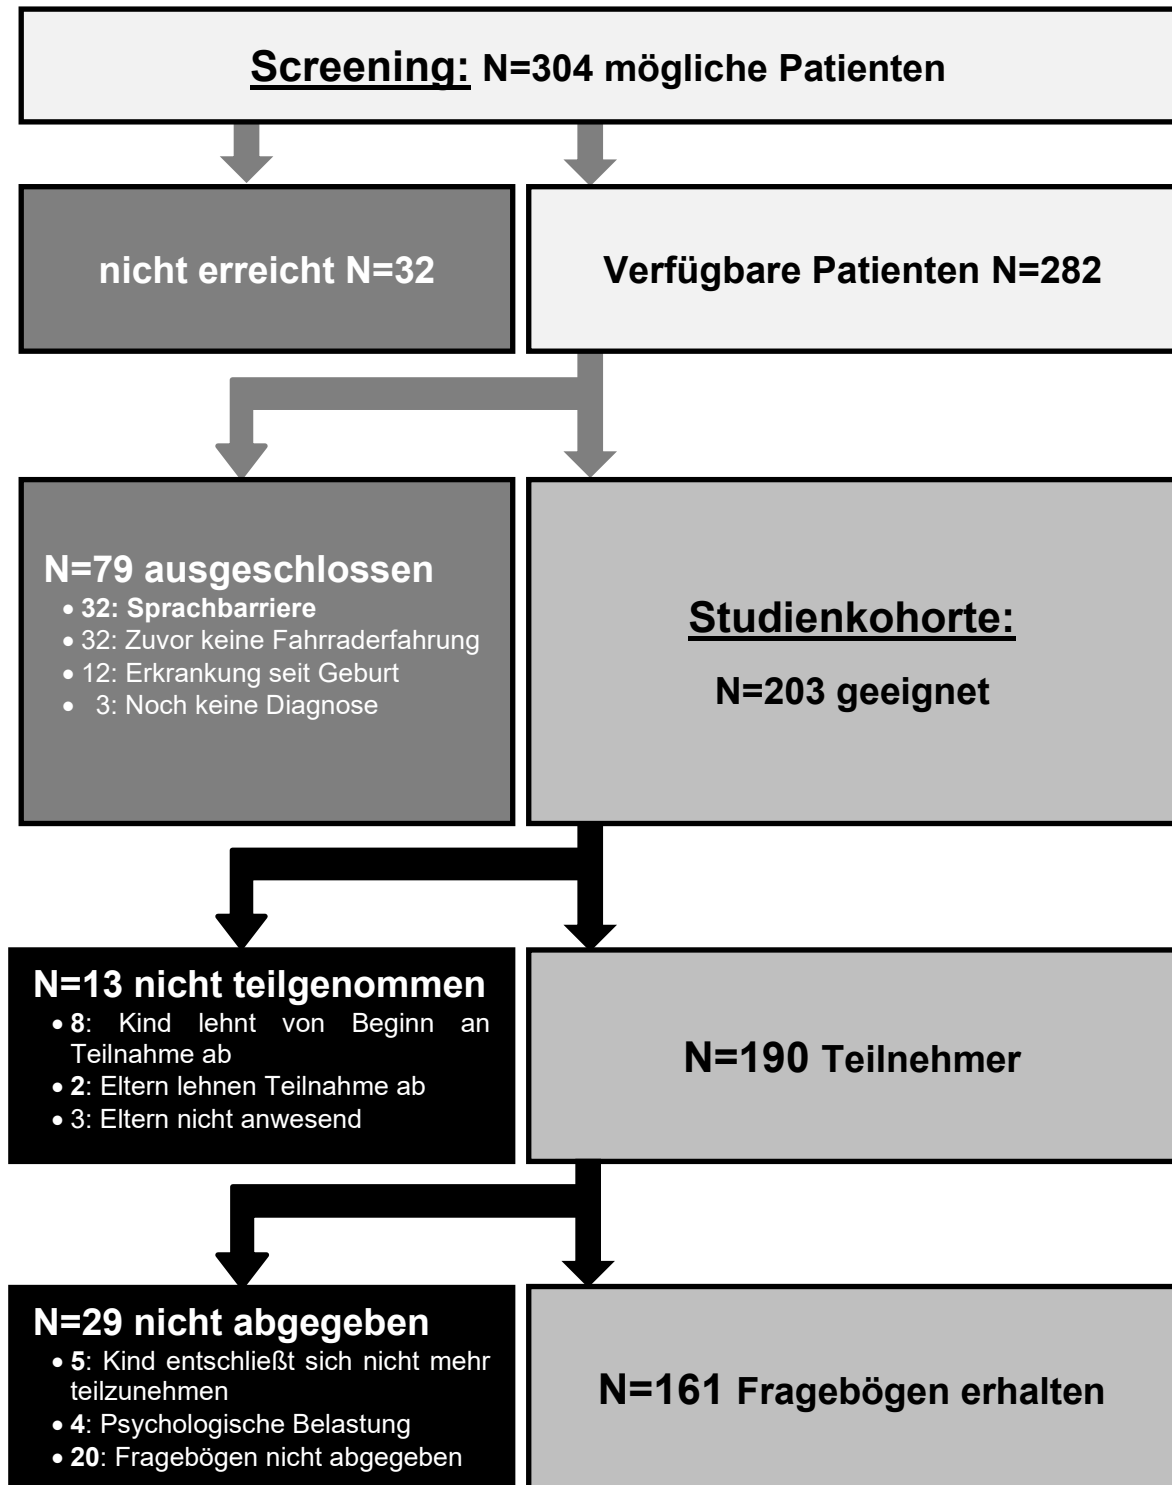 Screening: N=304 mögliche Patienten
nicht erreicht N=32
Verfügbare Patienten N=282
N=79 ausgeschlossen
• 32: Sprachbarriere
• 32: Zuvor keine Fahrraderfahrung
• 12: Erkrankung seit Geburt
• 3: Noch keine Diagnose
Studienkohorte:
N=203 geeignet
N=13 nicht teilgenommen
• 8: Kind lehnt von Beginn an
Teilnahme ab
• 2: Eltern lehnen Teilnahme ab
• 3: Eltern nicht anwesend
N=190 Teilnehmer
N=29 nicht abgegeben
• 5: Kind entschließt sich nicht mehr
teilzunehmen
• 4: Psychologische Belastung
• 20: Fragebögen nicht abgegeben
N=161 Fragebögen erhalten